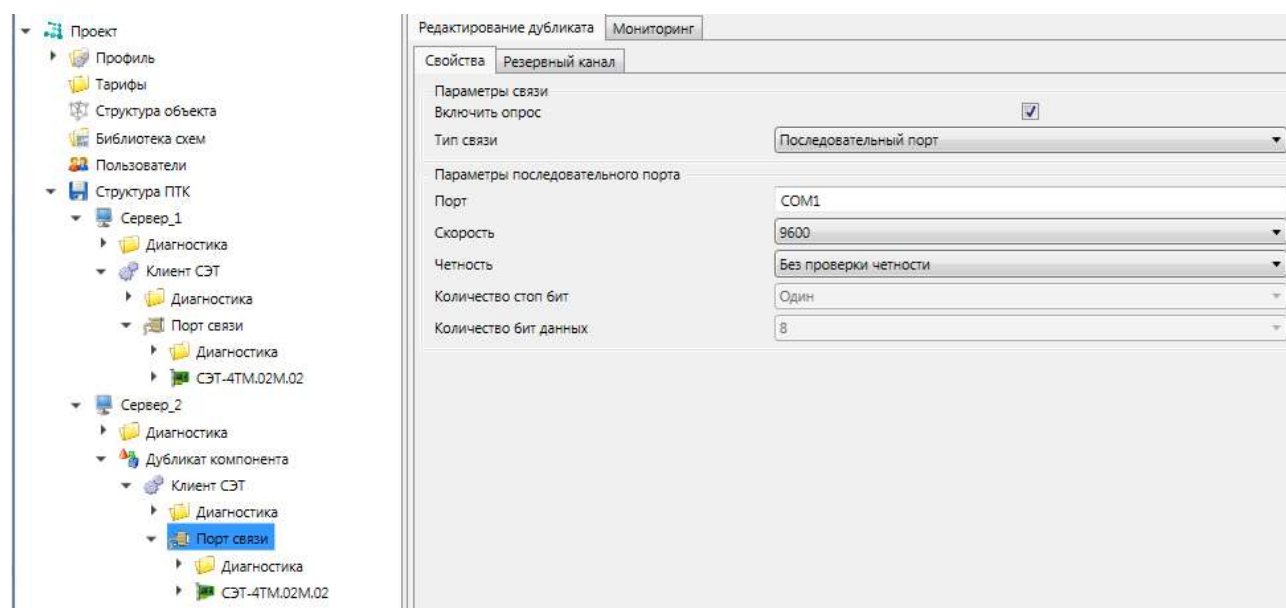 Проект
Профиль
Тарифы
Структура объекта
Библиотека схем
Пользователи
Структура ПТК
Сервер_1
Диагностика
Клиент СЭТ
Диагностика
Порт связи
Диагностика
СЭТ-4ТМ.02М.02
Сервер_2
Диагностика
Дубликат компонента
Клиент СЭТ
Диагностика
Порт связи
Диагностика
СЭТ-4ТМ.02М.02
Редактирование дубликата Мониторинг
Свойства Резервный канал
Параметры связи
Включить опрос
Тип связи Последовательный порт
Параметры последовательного порта
Порт COM1
Скорость 9600
Четность Без проверки четности
Количество стоп бит Один
Количество бит данных 8